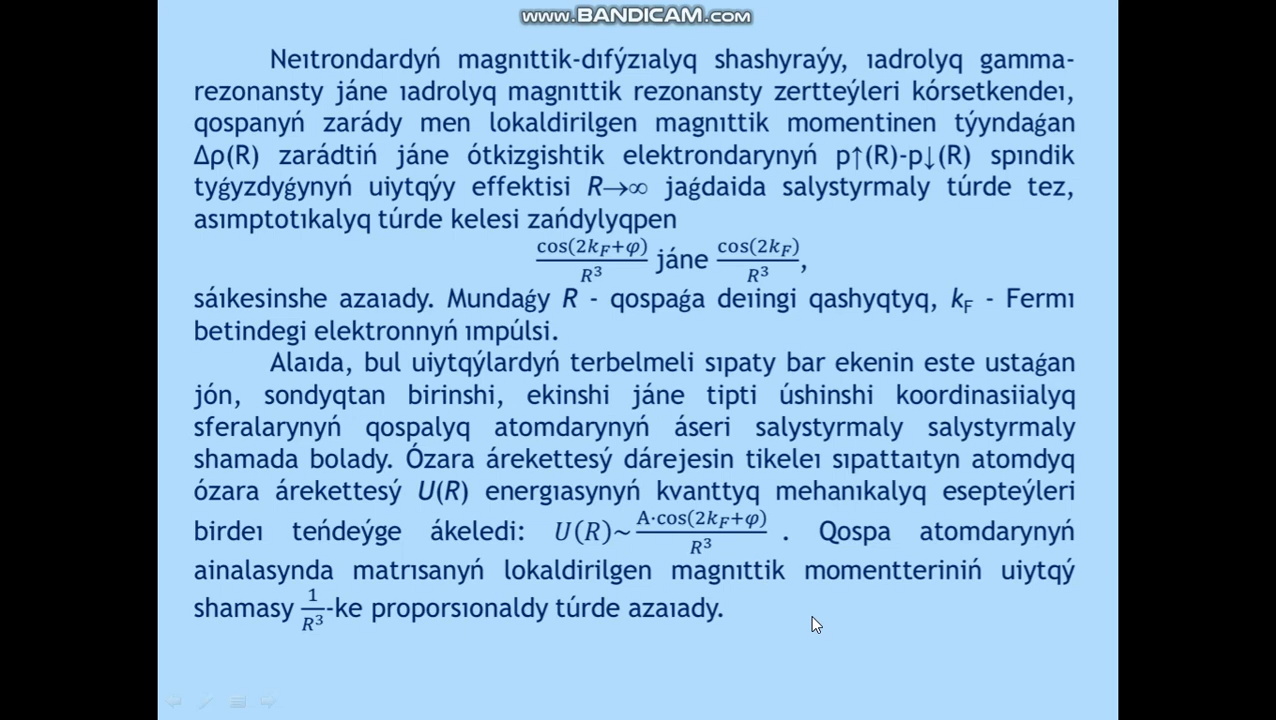 www.BANDICAM.com
Neıtrondardyń magnıttik-dıfýzıalyq shashyraýy, ıadrolyq gamma-
rezonansty jáne ıadrolyq magnıttik rezonansty zertteýleri kórsetkendeı,
qospanyń zarády men lokaldirilgen magnıttik momentinen týyndaǵan
Δρ(R) zarádtiń jáne ótkizgishtik elektrondarynyń p↑(R)-p↓(R) spındik
tyǵyzdyǵynyń uiytqýy effektisi R→∞ jaǵdaida salystyrmaly túrde tez,
asımptotıkalyq túrde kelesi zańdylyqpen
cos(2k_F+φ)/R³ jáne cos(2k_F)/R³,
sáıkesinshe azaıady. Mundaǵy R - qospaǵa deıingi qashyqtyq, k_F - Fermı
betindegi elektronnyń ımpúlsi.
Alaıda, bul uiytqýlardyń terbelmeli sıpaty bar ekenin este ustaǵan
jón, sondyqtan birinshi, ekinshi jáne tipti úshinshi koordinasiialyq
sferalarynyń qospalyq atomdarynyń áseri salystyrmaly salystyrmaly
shamada bolady. Ózara árekettesý dárejesin tikeleı sıpattaıtyn atomdyq
ózara árekettesý U(R) energıasynyń kvanttyq mehanıkalyq esepteýleri
birdeı teńdeýge ákeledi: U(R)~ A·cos(2k_F+φ)/R³ . Qospa atomdarynyń
ainalasynda matrısanyń lokaldirilgen magnıttik momentteriniń uiytqý
shamasy 1/R³-ke proporsıonaldy túrde azaıady.